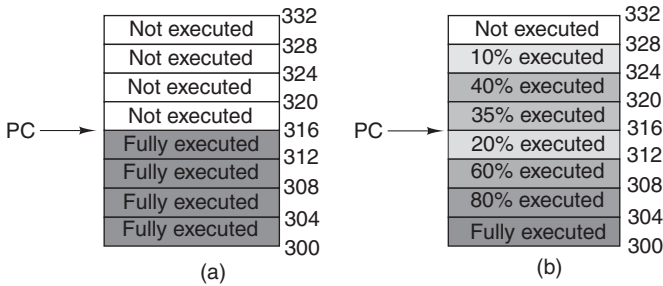 332
Not executed
328
Not executed
324
Not executed
320
Not executed
PC
316
Fully executed
312
Fully executed
308
Fully executed
304
Fully executed
300
(a)
332
Not executed
328
10% executed
324
40% executed
320
35% executed
PC
316
20% executed
312
60% executed
308
80% executed
304
Fully executed
300
(b)